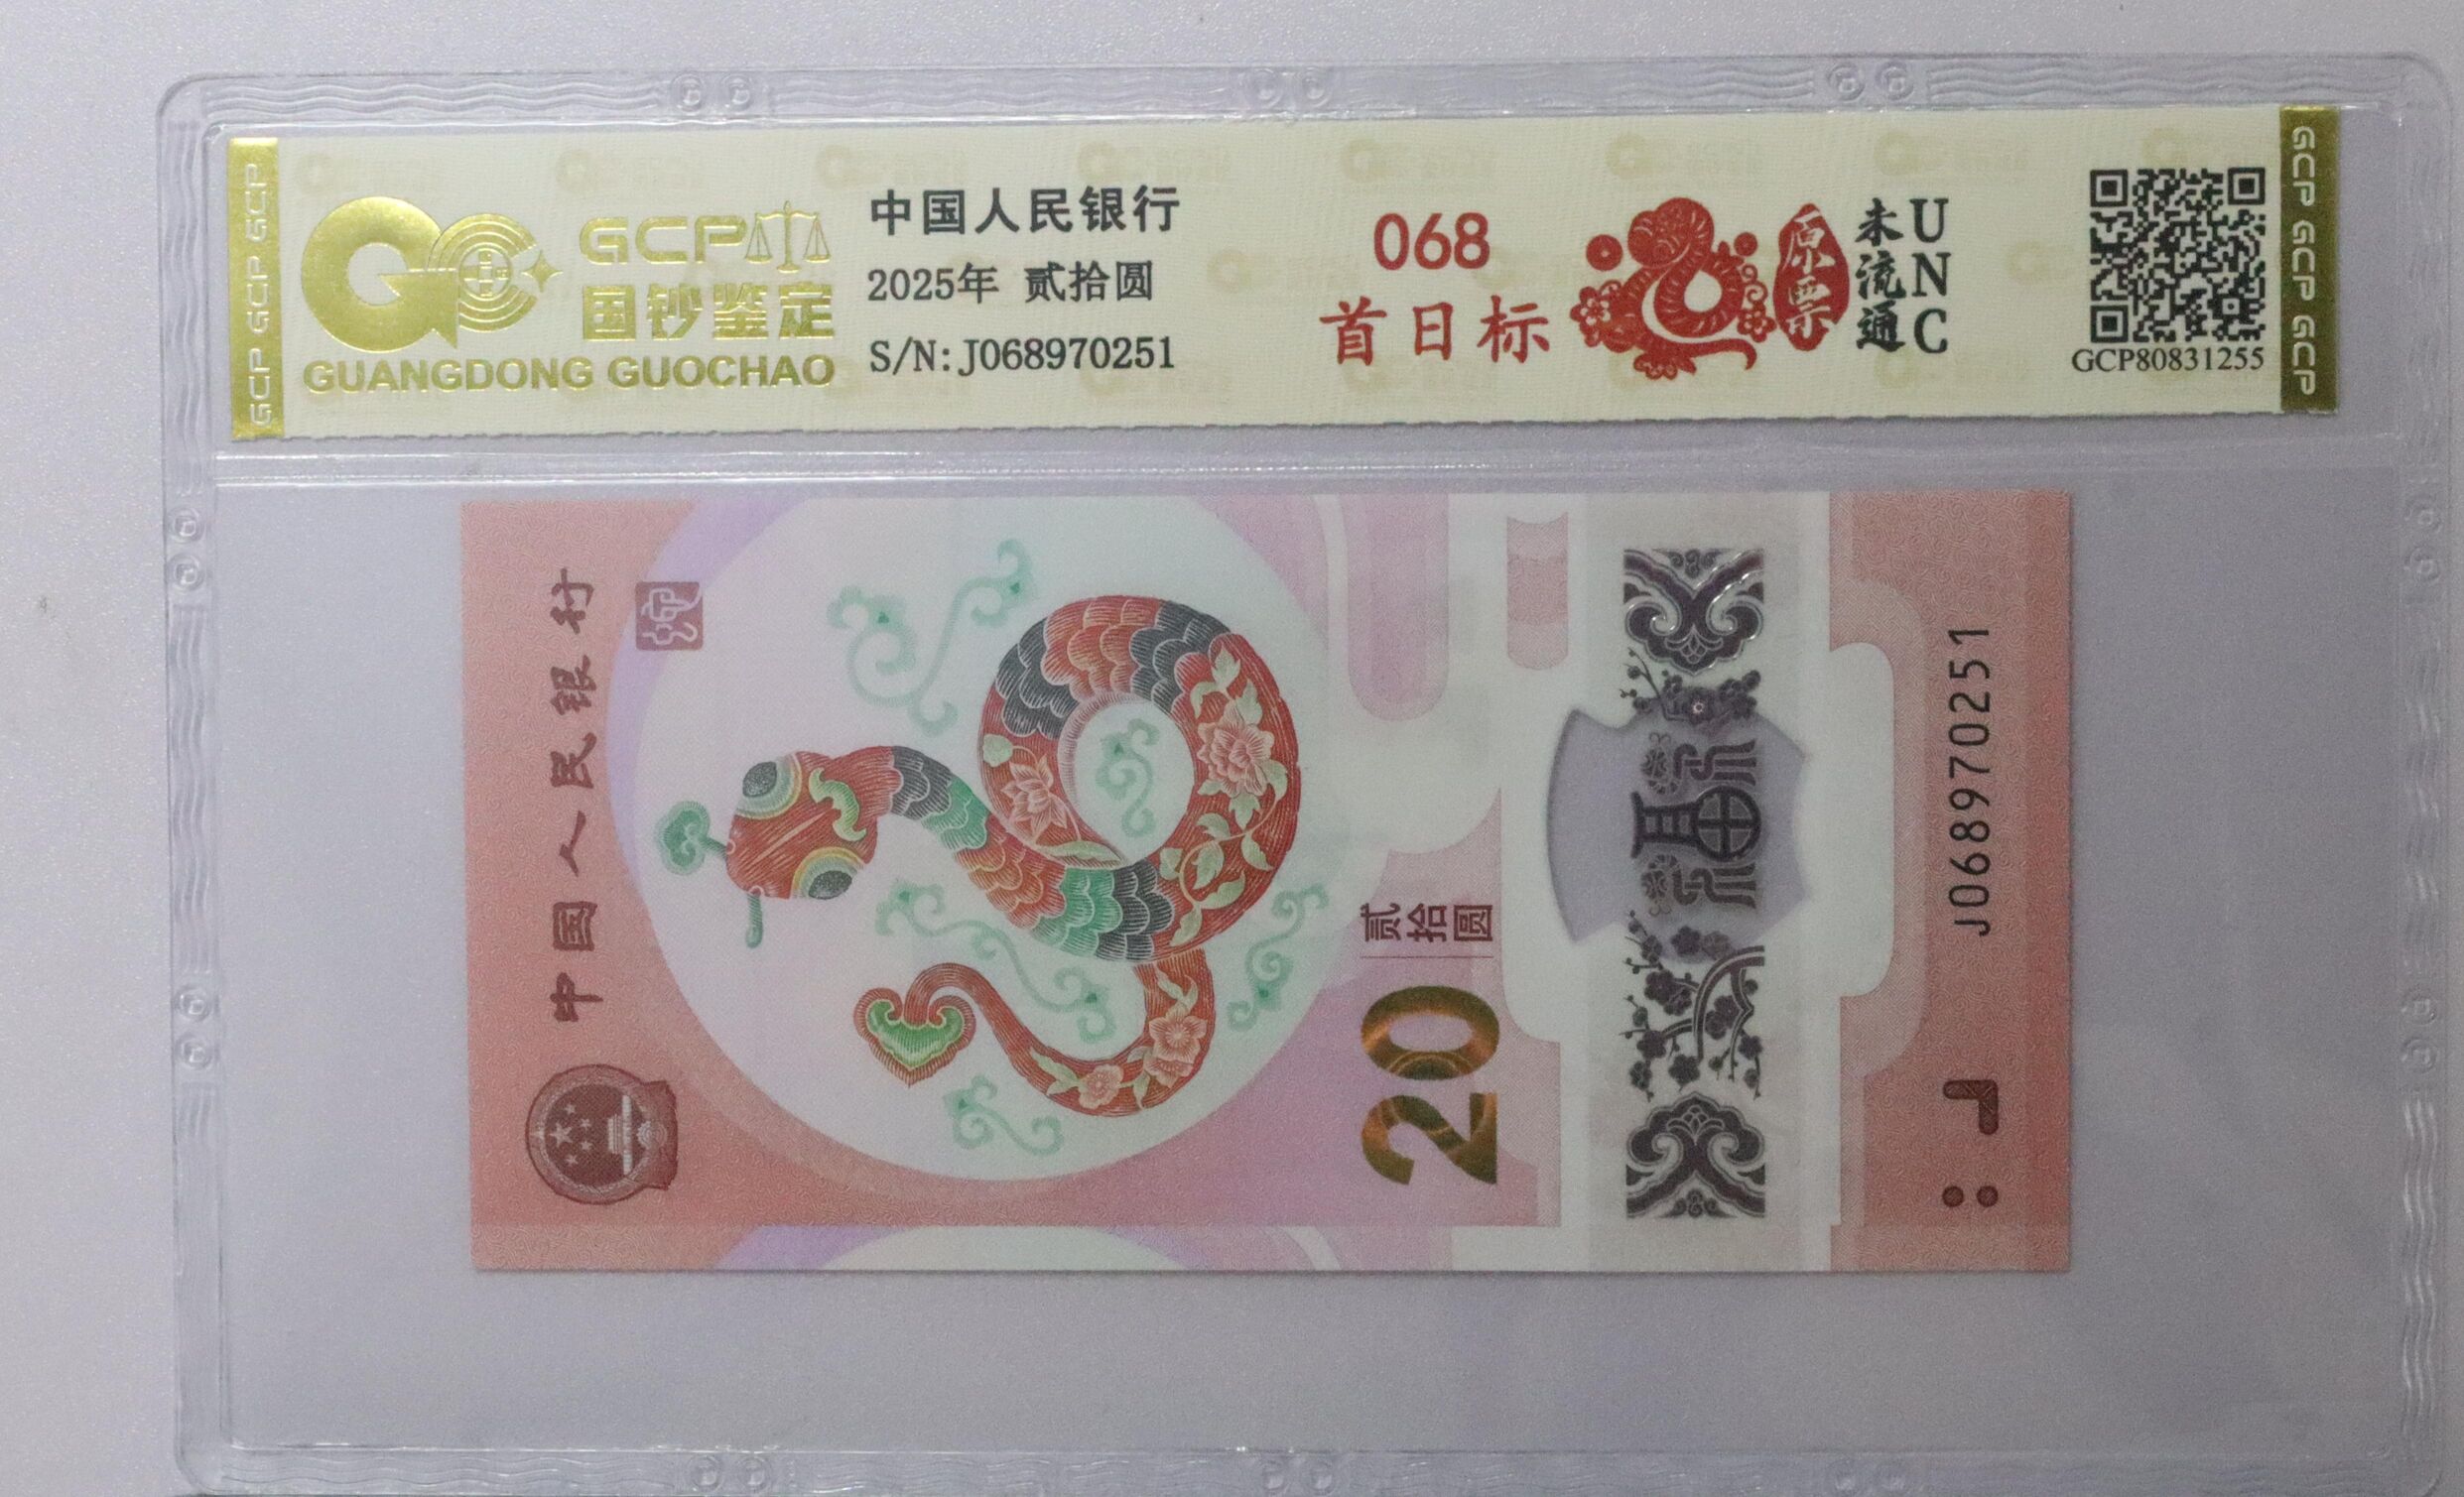 GCP
国钞鉴定
GUANGDONG GUOCHAO
中国人民银行
2025年 贰拾圆
S/N: J068970251
068
首日标
原票
未流通
UNC
GCP80831255
GCP GCP GCP
GCP GCP GCP
中国人民银行
贰拾圆
20
福
J068970251